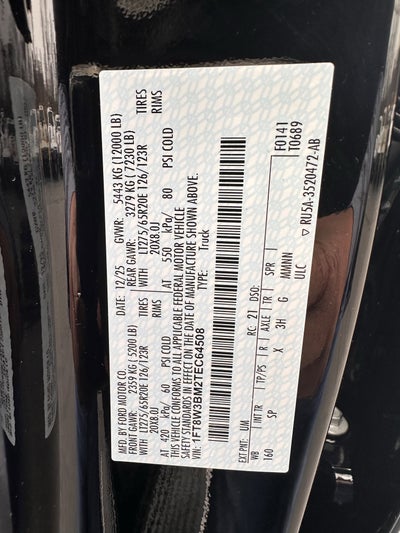 MFD. BY FORD MOTOR CO.
DATE: 12/25 GVWR: 5443 KG (12000 LB)
FRONT GAWR: 2359 KG ( 5200 LB) REAR GAWR: 3279 KG ( 7230 LB)
WITH LT275/65R20E 126/123R TIRES WITH LT275/65R20E 126/123R TIRES
20X8.0J RIMS 20X8.0J RIMS
AT 420 kPa/ 60 PSI COLD AT 550 kPa/ 80 PSI COLD
THIS VEHICLE CONFORMS TO ALL APPLICABLE FEDERAL MOTOR VEHICLE
SAFETY STANDARDS IN EFFECT ON THE DATE OF MANUFACTURE SHOWN ABOVE.
VIN: 1FT8W3BM2TEC64508 TYPE: Truck
F0141
T0689
EXT PNT: UM RC: 21 DSO:
WB INT TR TP/PS R AXLE TR SPR
160 SP X 3H G MMNNN
ULC
▽ RU5A-3520472-AB